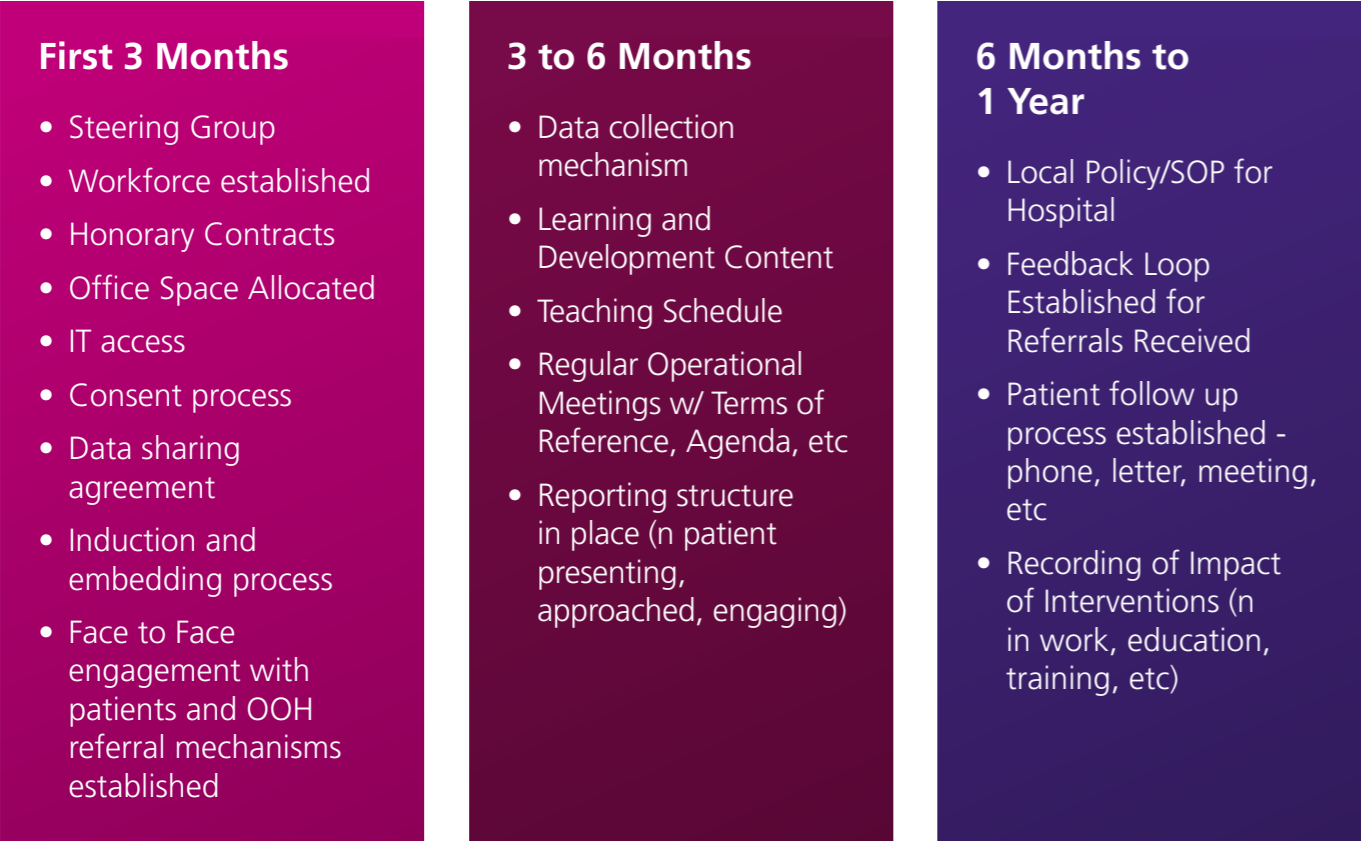 First 3 Months
• Steering Group
• Workforce established
• Honorary Contracts
• Office Space Allocated
• IT access
• Consent process
• Data sharing
agreement
• Induction and
embedding process
• Face to Face
engagement with
patients and OOH
referral mechanisms
established
3 to 6 Months
• Data collection
mechanism
• Learning and
Development Content
• Teaching Schedule
• Regular Operational
Meetings w/ Terms of
Reference, Agenda, etc
• Reporting structure
in place (n patient
presenting,
approached, engaging)
6 Months to
1 Year
• Local Policy/SOP for
Hospital
• Feedback Loop
Established for
Referrals Received
• Patient follow up
process established -
phone, letter, meeting,
etc
• Recording of Impact
of Interventions (n
in work, education,
training, etc)